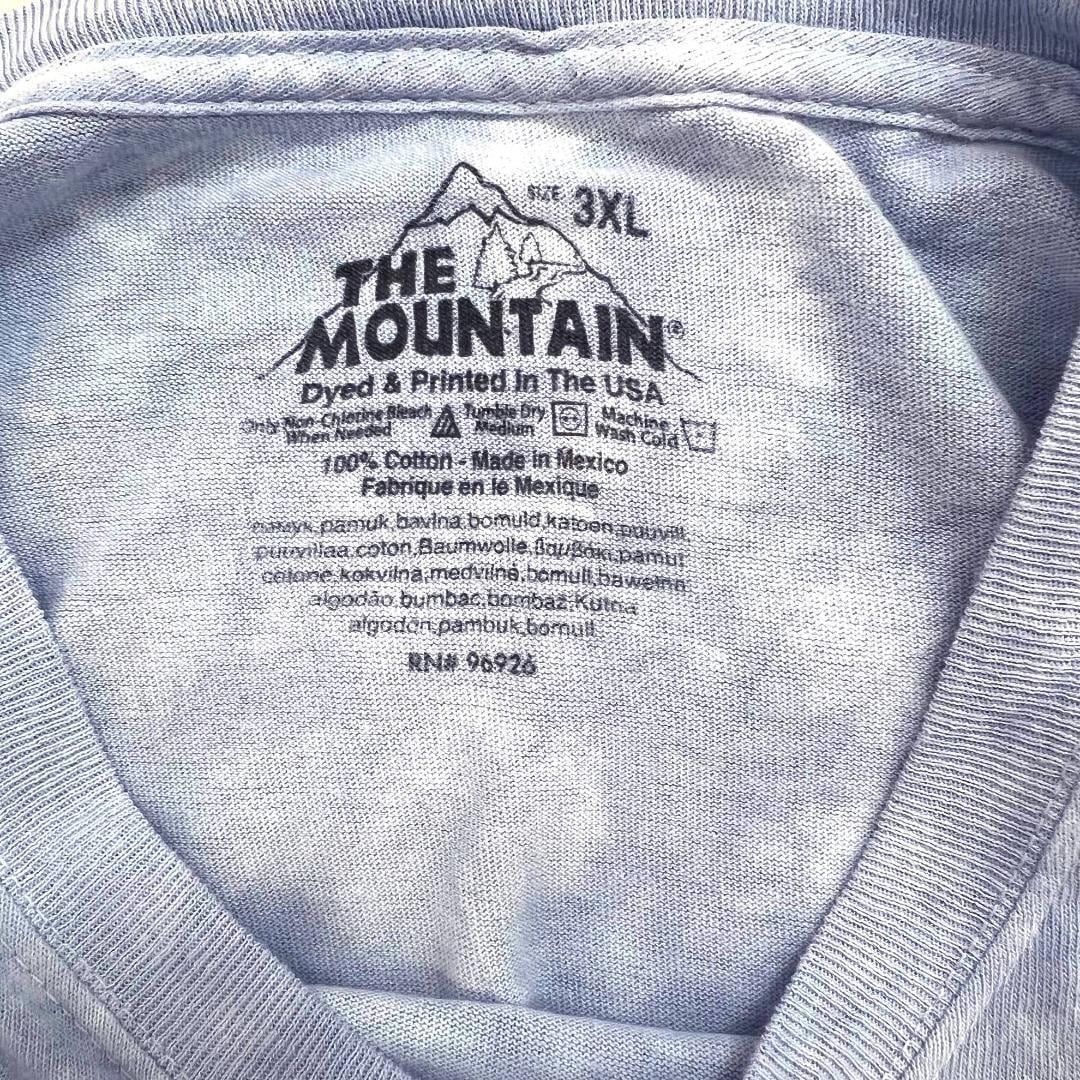 SIZE 3XL
THE
MOUNTAIN®
Dyed & Printed In The USA
Only Non-Chlorine Bleach
When Needed
Tumble Dry
Medium
Machine
Wash Cold
100% Cotton - Made in Mexico
Fabrique en le Mexique
pamuk,bavlna,bomuld,katoen,puuvill,
puuvillaa,coton,Baumwolle,βαμβάκι,pamut
cotone,kokvilna,medvilnė,bomull,bawełna
algodão,bumbac,bombaž,Kutna
algodón,pambuk,bomull
RN# 96926